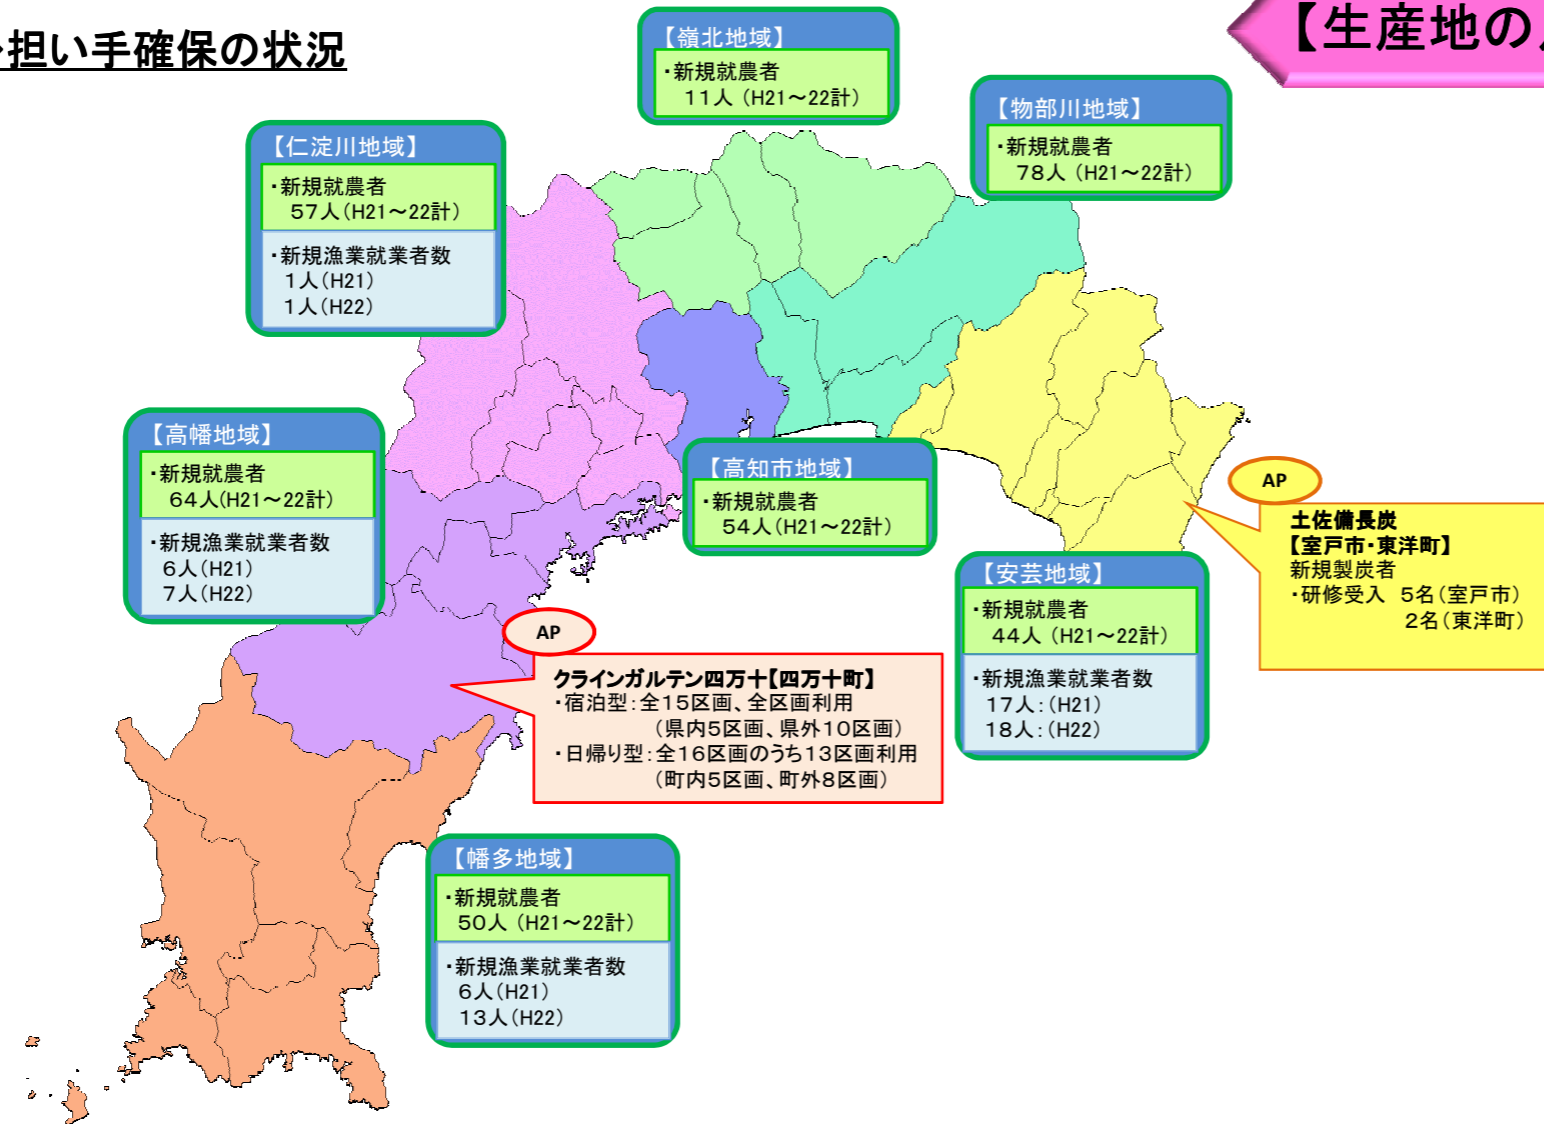 担い手確保の状況
【生産地の
【嶺北地域】
・新規就農者
11人 (H21～22計)
【物部川地域】
・新規就農者
78人 (H21～22計)
【仁淀川地域】
・新規就農者
57人(H21～22計)
・新規漁業就業者数
1人(H21)
1人(H22)
【高幡地域】
・新規就農者
64人(H21～22計)
・新規漁業就業者数
6人(H21)
7人(H22)
【高知市地域】
・新規就農者
54人(H21～22計)
AP
土佐備長炭
【室戸市・東洋町】
新規製炭者
・研修受入 5名(室戸市)
2名(東洋町)
【安芸地域】
・新規就農者
44人 (H21～22計)
・新規漁業就業者数
17人：(H21)
18人：(H22)
AP
クラインガルテン四万十【四万十町】
・宿泊型：全15区画、全区画利用
(県内5区画、県外10区画)
・日帰り型：全16区画のうち13区画利用
(町内5区画、町外8区画)
【幡多地域】
・新規就農者
50人 (H21～22計)
・新規漁業就業者数
6人(H21)
13人(H22)